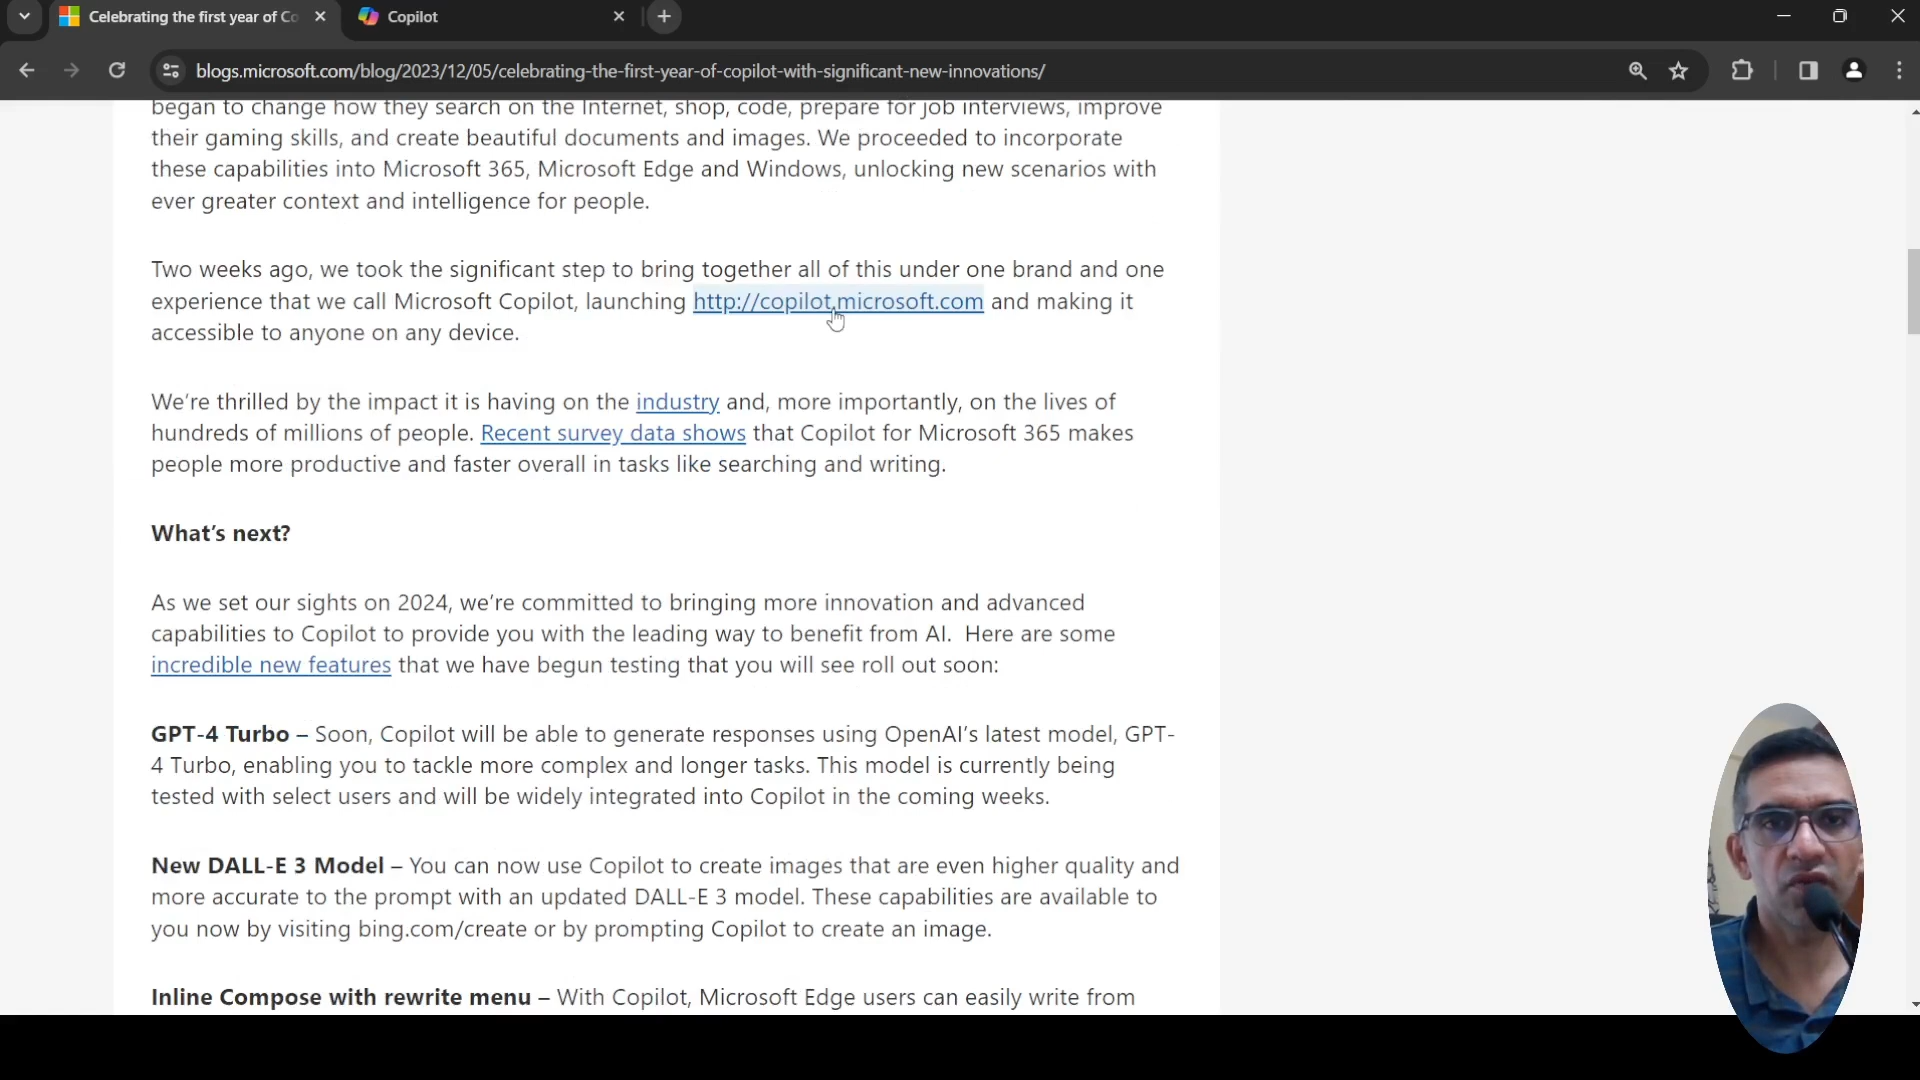 Celebrating the first year of Co
Copilot
blogs.microsoft.com/blog/2023/12/05/celebrating-the-first-year-of-copilot-with-significant-new-innovations/
began to change how they search on the Internet, shop, code, prepare for job interviews, improve
their gaming skills, and create beautiful documents and images. We proceeded to incorporate
these capabilities into Microsoft 365, Microsoft Edge and Windows, unlocking new scenarios with
ever greater context and intelligence for people.
Two weeks ago, we took the significant step to bring together all of this under one brand and one
experience that we call Microsoft Copilot, launching http://copilot.microsoft.com and making it
accessible to anyone on any device.
We're thrilled by the impact it is having on the industry and, more importantly, on the lives of
hundreds of millions of people. Recent survey data shows that Copilot for Microsoft 365 makes
people more productive and faster overall in tasks like searching and writing.
What's next?
As we set our sights on 2024, we're committed to bringing more innovation and advanced
capabilities to Copilot to provide you with the leading way to benefit from AI.  Here are some
incredible new features that we have begun testing that you will see roll out soon:
GPT-4 Turbo – Soon, Copilot will be able to generate responses using OpenAI's latest model, GPT-
4 Turbo, enabling you to tackle more complex and longer tasks. This model is currently being
tested with select users and will be widely integrated into Copilot in the coming weeks.
New DALL-E 3 Model – You can now use Copilot to create images that are even higher quality and
more accurate to the prompt with an updated DALL-E 3 model. These capabilities are available to
you now by visiting bing.com/create or by prompting Copilot to create an image.
Inline Compose with rewrite menu – With Copilot, Microsoft Edge users can easily write from